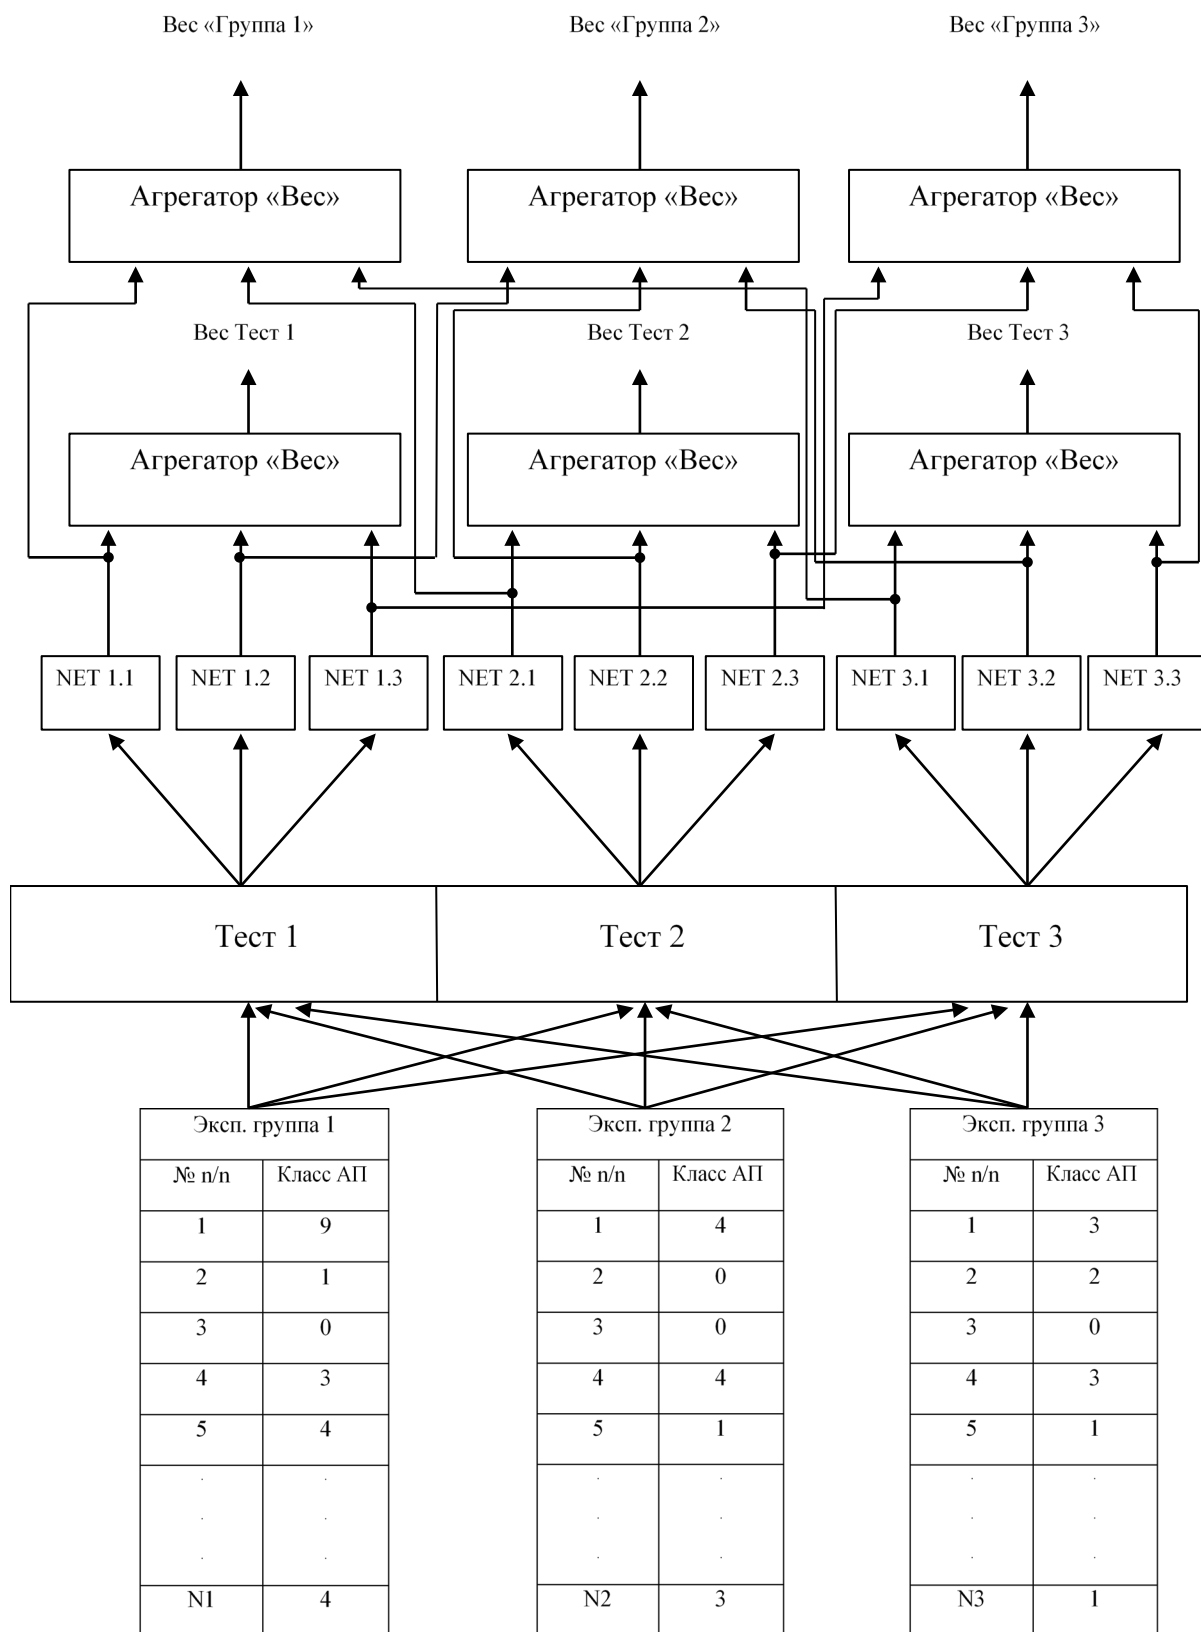 Вес «Группа 1» Вес «Группа 2» Вес «Группа 3»
Агрегатор «Вес» Агрегатор «Вес» Агрегатор «Вес»
Вес Тест 1 Вес Тест 2 Вес Тест 3
Агрегатор «Вес» Агрегатор «Вес» Агрегатор «Вес»
NET 1.1 NET 1.2 NET 1.3 NET 2.1 NET 2.2 NET 2.3 NET 3.1 NET 3.2 NET 3.3
Тест 1 Тест 2 Тест 3
Эксп. группа 1 Эксп. группа 2 Эксп. группа 3
№ n/n Класс АП № n/n Класс АП № n/n Класс АП
1 9 1 4 1 3
2 1 2 0 2 2
3 0 3 0 3 0
4 3 4 4 4 3
5 4 5 1 5 1
. . . . . .
. . . . . .
. . . . . .
N1 4 N2 3 N3 1